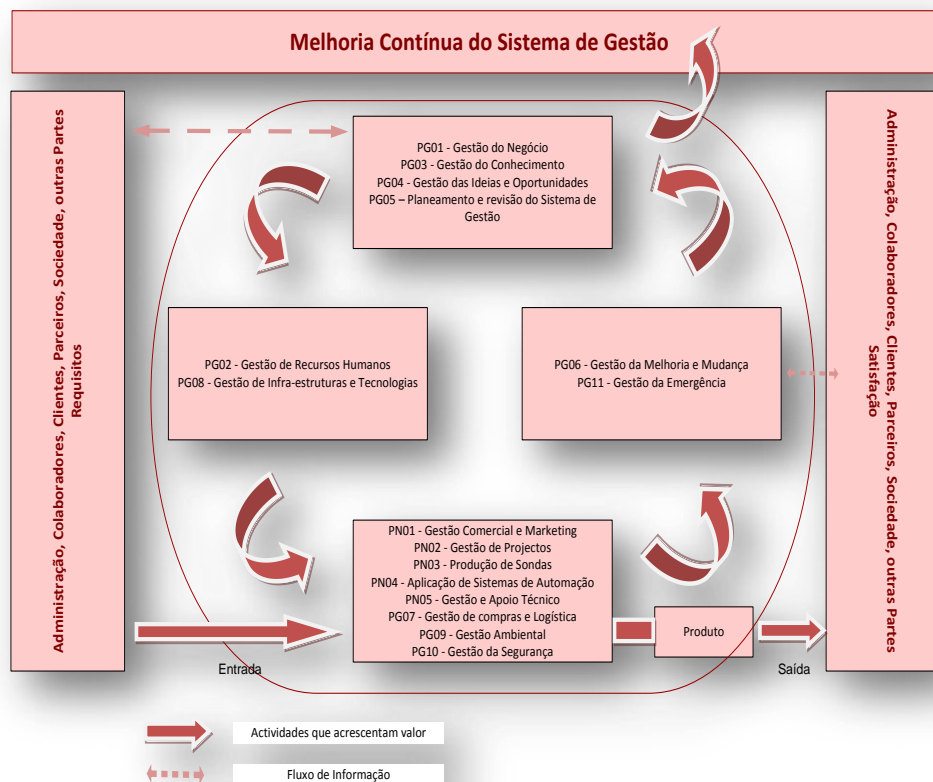 Melhoria Contínua do Sistema de Gestão
Administração, Colaboradores, Clientes, Parceiros, Sociedade, outras Partes
Requisitos
PG01 - Gestão do Negócio
PG03 - Gestão do Conhecimento
PG04 - Gestão das Ideias e Oportunidades
PG05 – Planeamento e revisão do Sistema de
Gestão
PG02 - Gestão de Recursos Humanos
PG08 - Gestão de Infra-estruturas e Tecnologias
PG06 - Gestão da Melhoria e Mudança
PG11 - Gestão da Emergência
PN01 - Gestão Comercial e Marketing
PN02 - Gestão de Projectos
PN03 - Produção de Sondas
PN04 - Aplicação de Sistemas de Automação
PN05 - Gestão e Apoio Técnico
PG07 - Gestão de compras e Logística
PG09 - Gestão Ambiental
PG10 - Gestão da Segurança
Entrada
Produto
Saída
Administração, Colaboradores, Clientes, Parceiros, Sociedade, outras Partes
Satisfação
Actividades que acrescentam valor
Fluxo de Informação